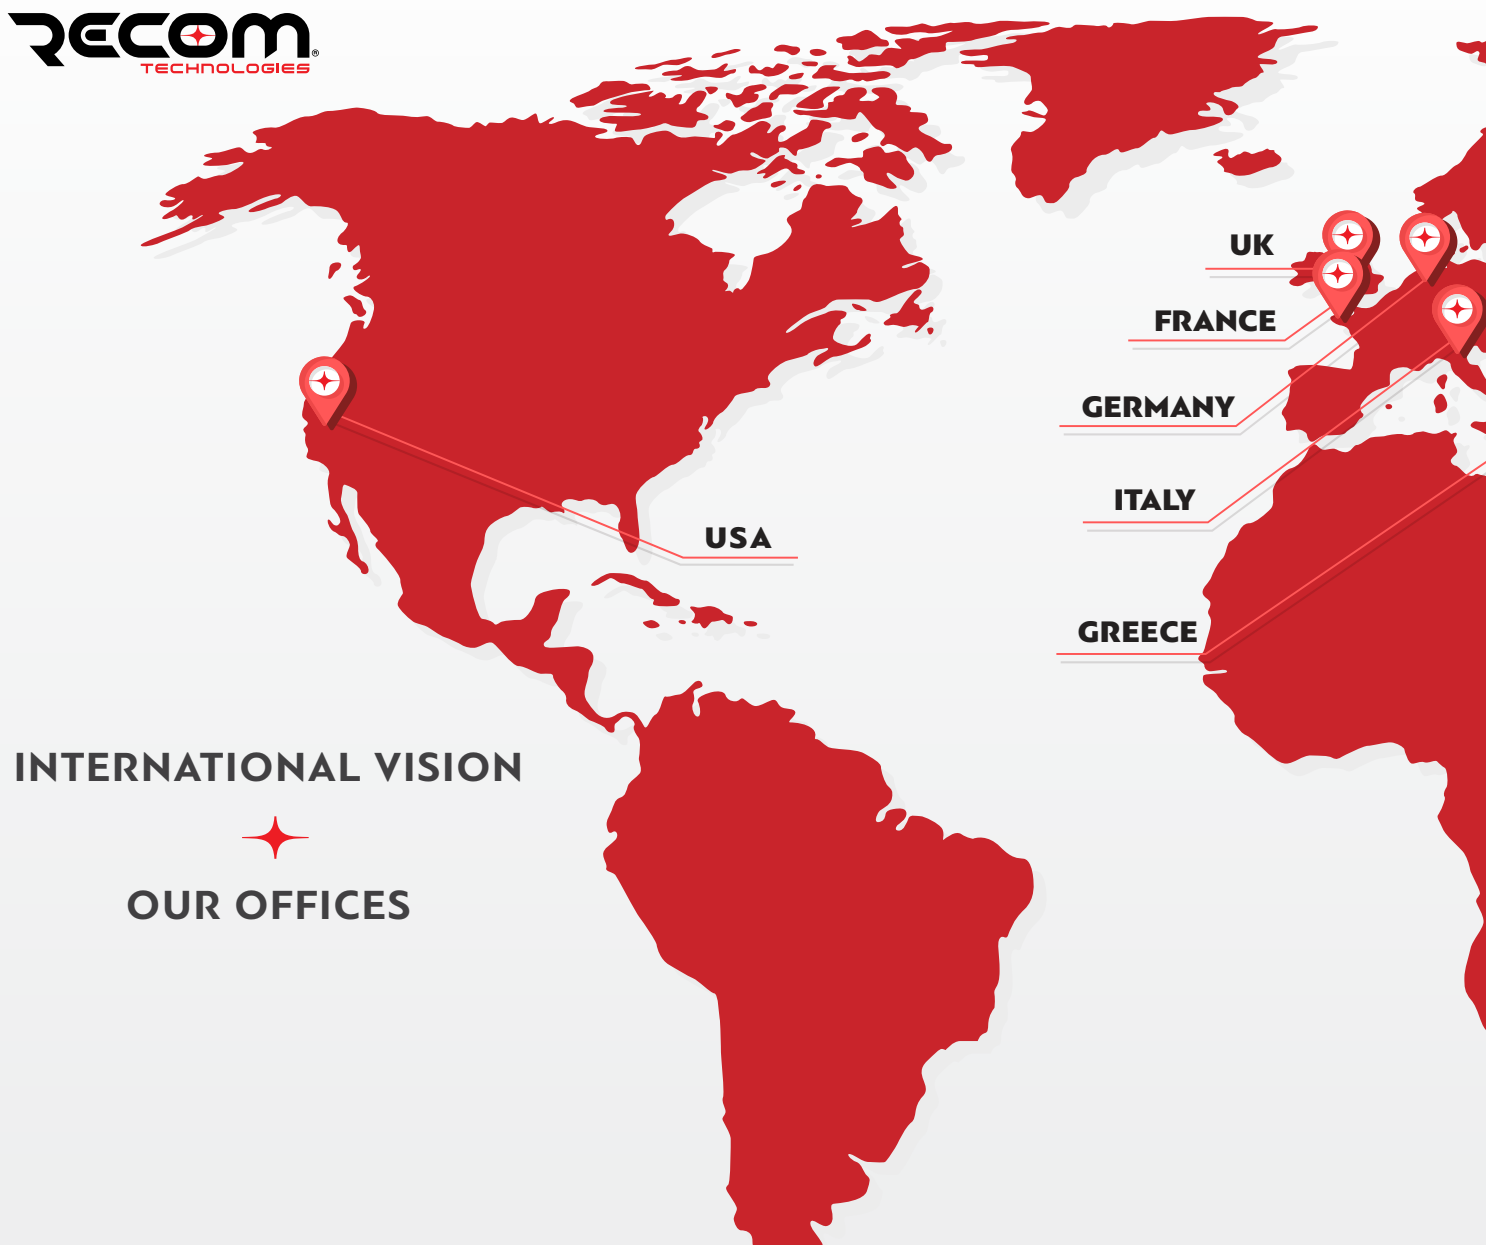 RECOM®
TECHNOLOGIES
UK
FRANCE
GERMANY
ITALY
USA
GREECE
INTERNATIONAL VISION
OUR OFFICES